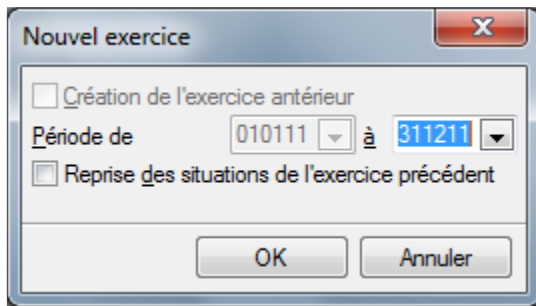 Nouvel exercice
Création de l'exercice antérieur
Période de 010111 à 311211
Reprise des situations de l'exercice précédent
OK Annuler